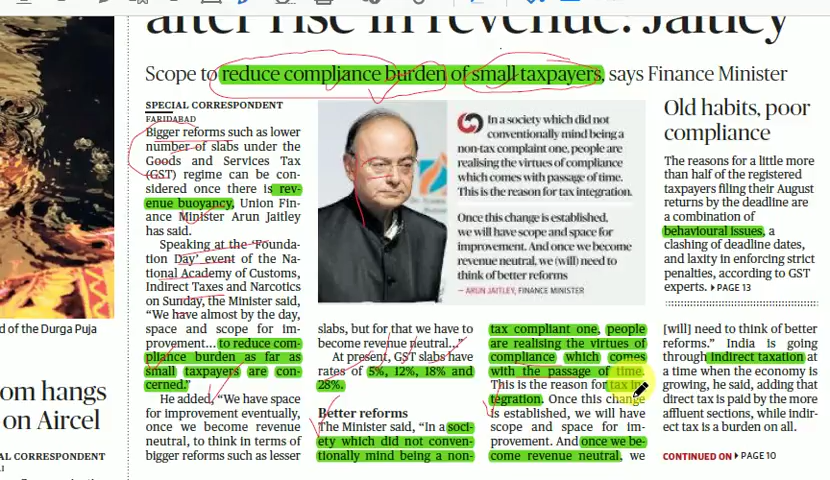 after rise in revenue: Jaitley
Scope to reduce compliance burden of small taxpayers, says Finance Minister
SPECIAL CORRESPONDENT
FARIDABAD
Bigger reforms such as lower
number of slabs under the
Goods and Services Tax
(GST) regime can be con-
sidered once there is rev-
enue buoyancy, Union Fin-
ance Minister Arun Jaitley
has said.
Speaking at the ‘Founda-
tion Day’ event of the Na-
tional Academy of Customs,
Indirect Taxes and Narcotics
on Sunday, the Minister said,
“We have almost by the day,
space and scope for im-
provement... to reduce com-
pliance burden as far as
small taxpayers are con-
cerned.”
He added, “We have space
for improvement eventually,
once we become revenue
neutral, to think in terms of
bigger reforms such as lesser
In a society which did not
conventionally mind being a
non-tax complaint one, people are
realising the virtues of compliance
which comes with passage of time.
This is the reason for tax integration.
Once this change is established,
we will have scope and space for
improvement. And once we become
revenue neutral, we (will) need to
think of better reforms
— ARUN JAITLEY, FINANCE MINISTER
slabs, but for that we have to
become revenue neutral...”
At present, GST slabs have
rates of 5%, 12%, 18% and
28%.
Better reforms
The Minister said, “In a soci-
ety which did not conven-
tionally mind being a non-
tax compliant one, people
are realising the virtues of
compliance which comes
with the passage of time.
This is the reason for tax in-
tegration. Once this change
is established, we will have
scope and space for im-
provement. And once we be-
come revenue neutral, we
[will] need to think of better
reforms.” India is going
through indirect taxation at
a time when the economy is
growing, he said, adding that
direct tax is paid by the more
affluent sections, while indir-
ect tax is a burden on all.
CONTINUED ON ▸ PAGE 10
Old habits, poor
compliance
The reasons for a little more
than half of the registered
taxpayers filing their August
returns by the deadline are
a combination of
behavioural issues, a
clashing of deadline dates,
and laxity in enforcing strict
penalties, according to GST
experts. ▸ PAGE 13
d of the Durga Puja
om hangs
on Aircel
AL CORRESPONDENT